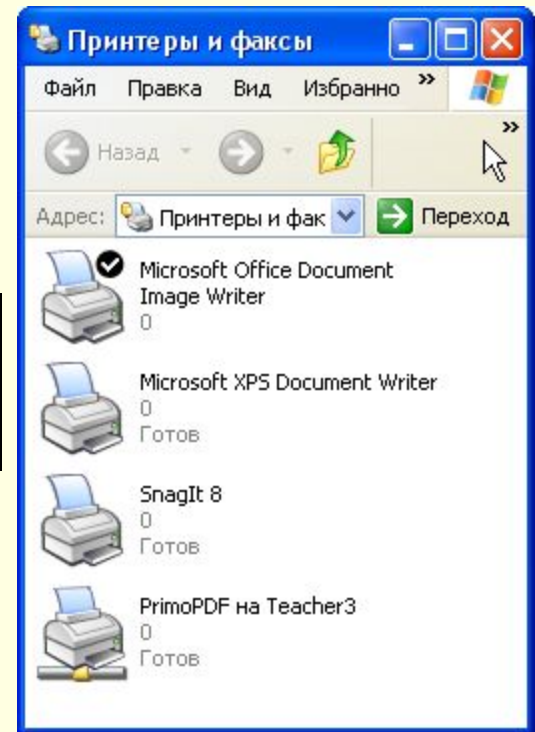 Принтеры и факсы
Файл Правка Вид Избранно »
Назад »
Адрес: Принтеры и фак Переход
Microsoft Office Document
Image Writer
0
Microsoft XPS Document Writer
0
Готов
SnagIt 8
0
Готов
PrimoPDF на Teacher3
0
Готов